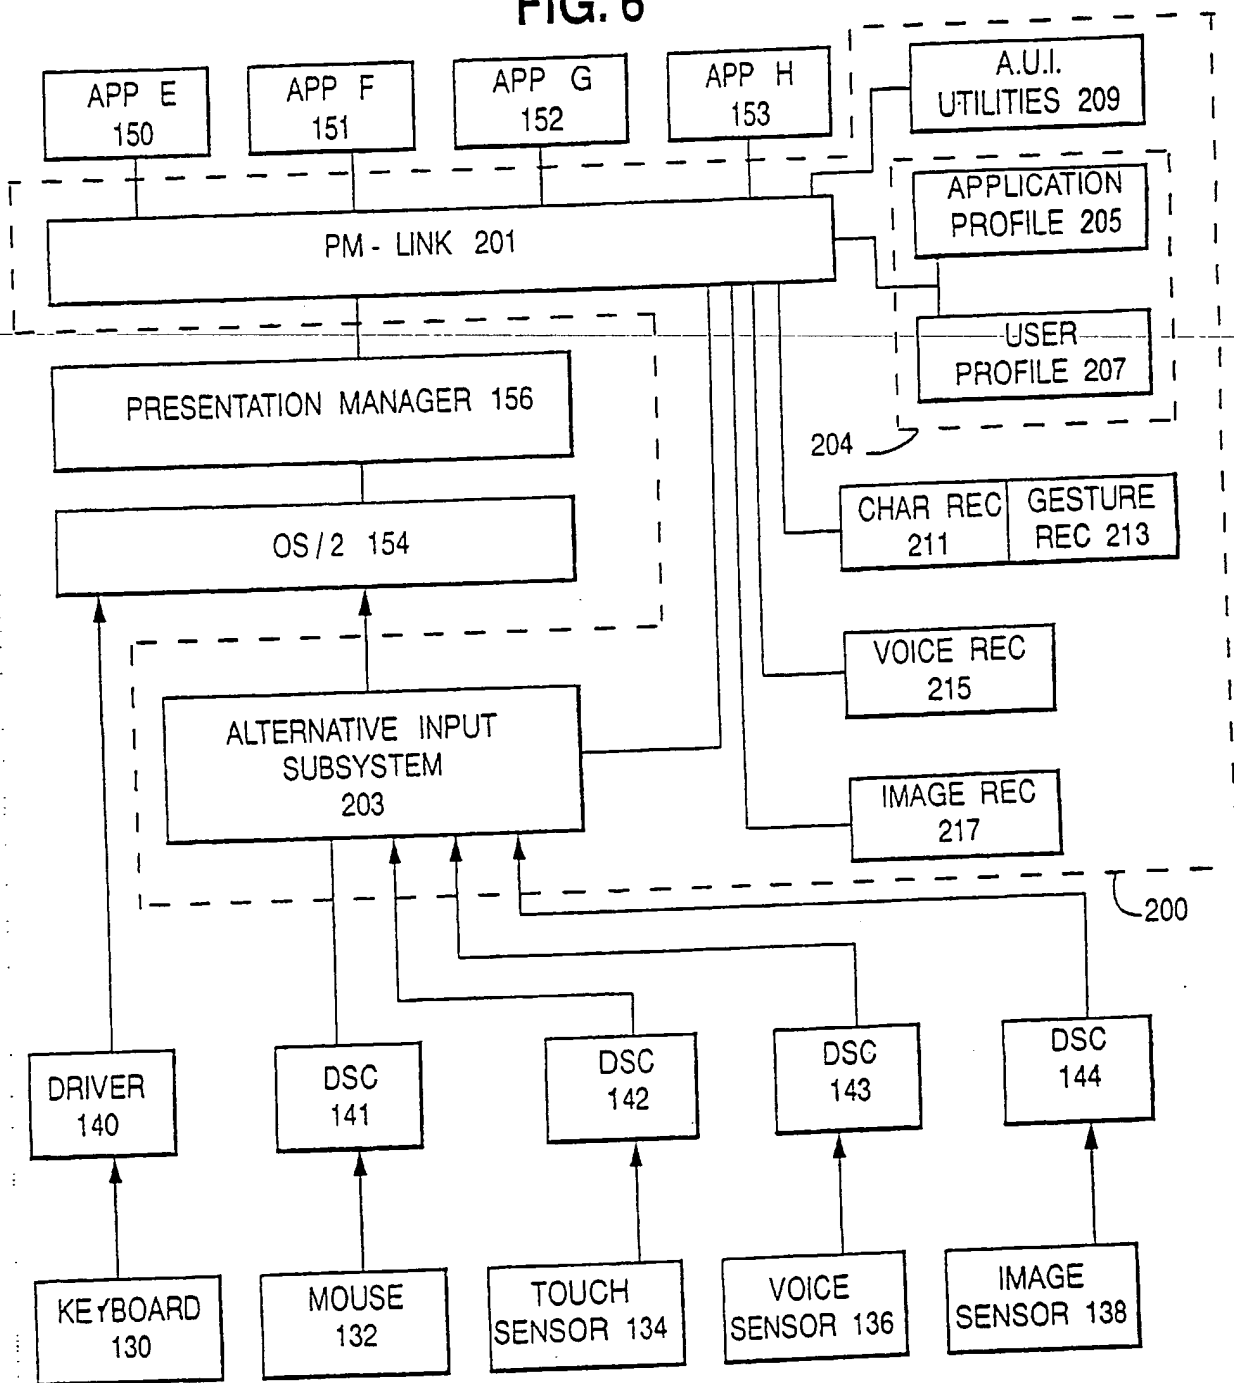 FIG. 6
APP E
150
APP F
151
APP G
152
APP H
153
A.U.I.
UTILITIES 209
APPLICATION
PROFILE 205
PM - LINK 201
USER
PROFILE 207
PRESENTATION MANAGER 156
204
CHAR REC
211
GESTURE
REC 213
OS / 2 154
VOICE REC
215
ALTERNATIVE INPUT
SUBSYSTEM
203
IMAGE REC
217
200
DRIVER
140
DSC
141
DSC
142
DSC
143
DSC
144
KEYBOARD
130
MOUSE
132
TOUCH
SENSOR 134
VOICE
SENSOR 136
IMAGE
SENSOR 138